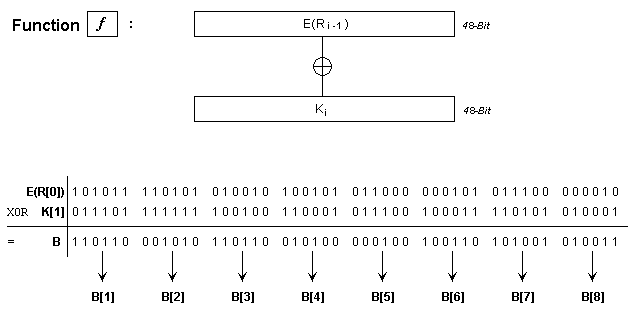 Function f :
E(R i-1) 48-Bit
K i 48-Bit
E(R[0]) 101011 110101 010010 100101 011000 000101 011100 000010
XOR K[1] 011101 111111 100100 110001 011100 100011 110101 010001
= B 110110 001010 110110 010100 000100 100110 101001 010011
B[1] B[2] B[3] B[4] B[5] B[6] B[7] B[8]